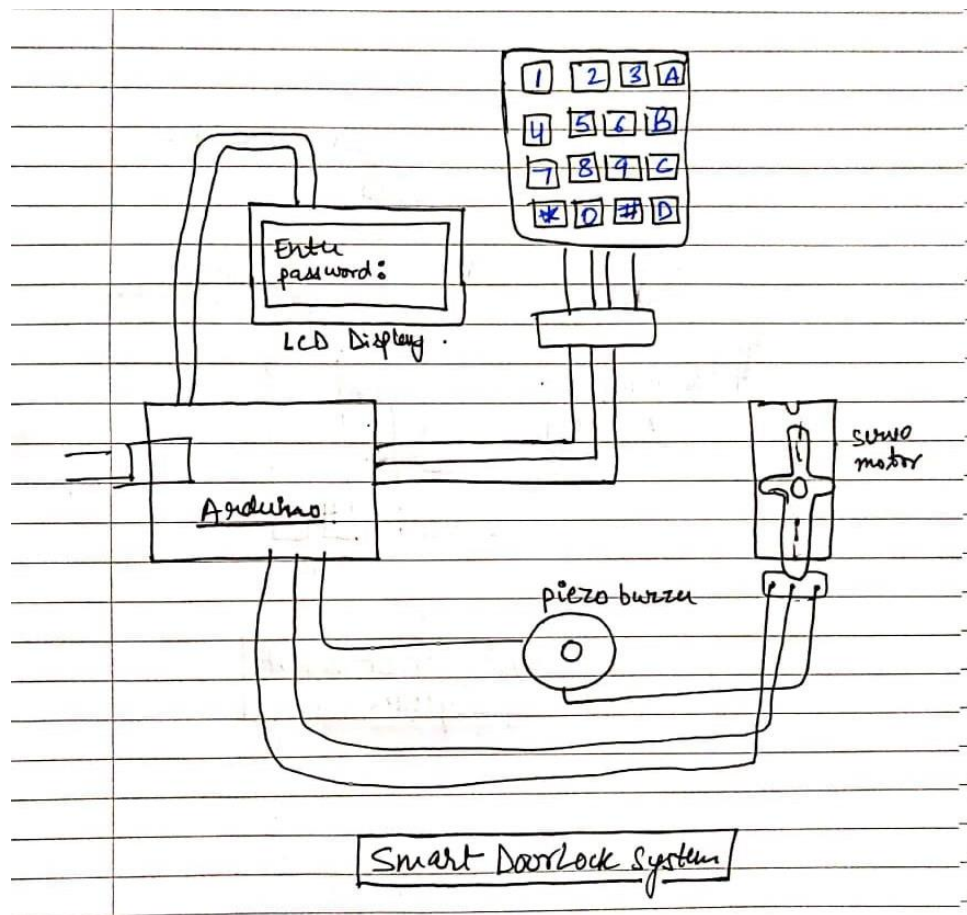 1 2 3 A
4 5 6 B
7 8 9 C
* 0 # D
Enter
password:
LCD Display.
servo
motor
Arduino
piezo buzzer
Smart DoorLock System